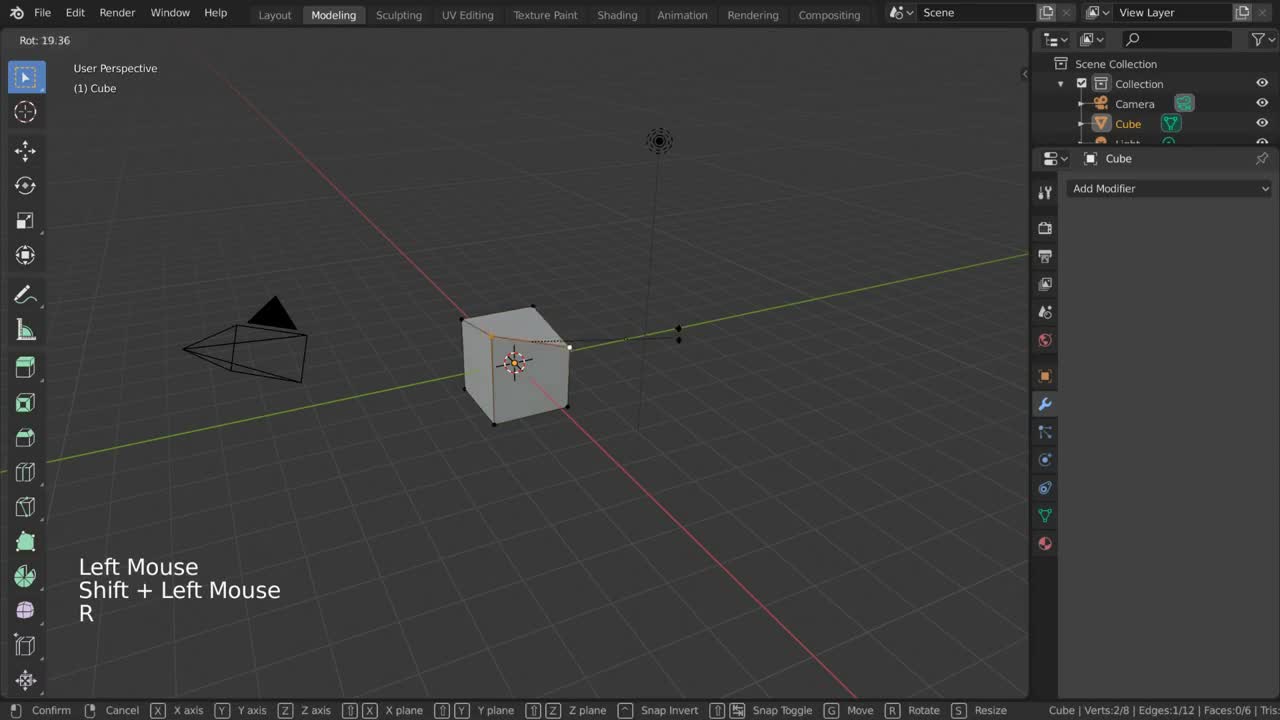 File Edit Render Window Help Layout Modeling Sculpting UV Editing Texture Paint Shading Animation Rendering Compositing Scene View Layer
Rot: 19.36
User Perspective
(1) Cube
Scene Collection
Collection
Camera
Cube
Light
Cube
Add Modifier
Left Mouse
Shift + Left Mouse
R
Confirm Cancel X X axis Y Y axis Z Z axis X X plane Y Y plane Z Z plane Snap Invert Snap Toggle G Move R Rotate S Resize Cube | Verts:2/8 | Edges:1/12 | Faces:0/6 | Tris: